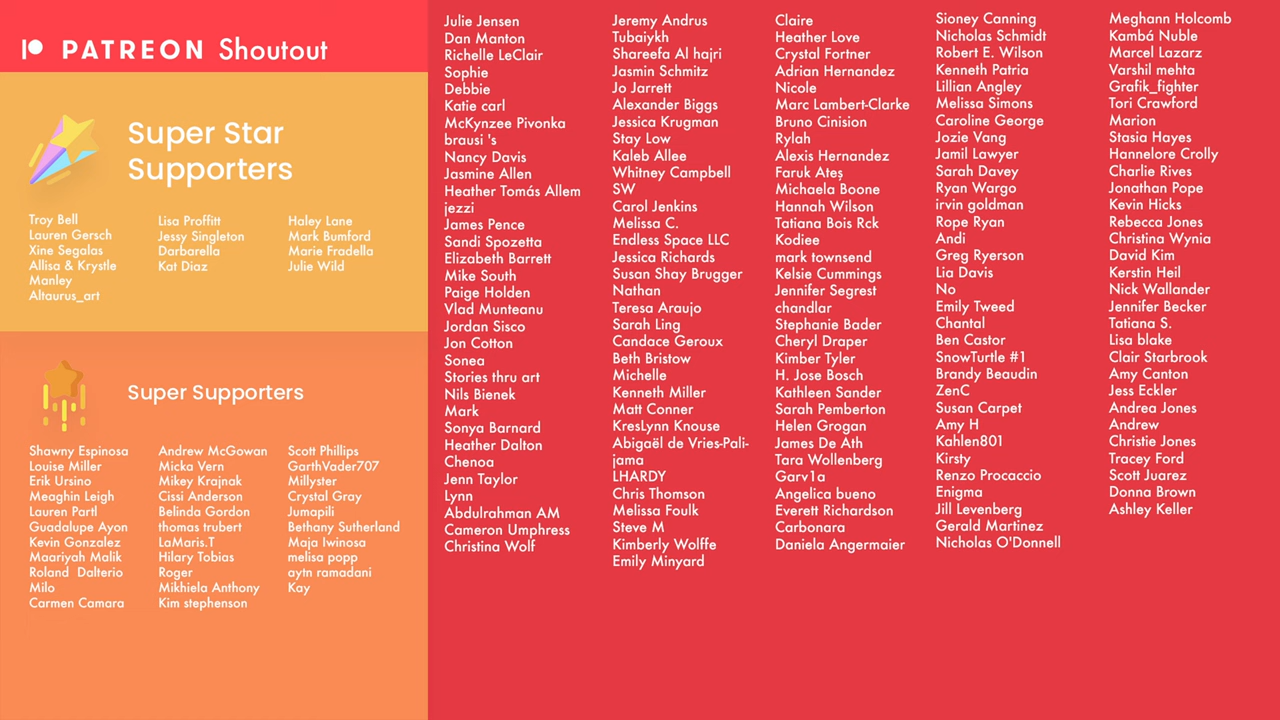 PATREON Shoutout
Super Star
Supporters
Troy Bell
Lauren Gersch
Xine Segalas
Allisa & Krystle
Manley
Altaurus_art
Lisa Proffitt
Jessy Singleton
Darbarella
Kat Diaz
Haley Lane
Mark Bumford
Marie Fradella
Julie Wild
Super Supporters
Shawny Espinosa
Louise Miller
Erik Ursino
Meaghin Leigh
Lauren Partl
Guadalupe Ayon
Kevin Gonzalez
Maariyah Malik
Roland Dalterio
Milo
Carmen Camara
Andrew McGowan
Micka Vern
Mikey Krajnak
Cissi Anderson
Belinda Gordon
thomas trubert
LaMaris.T
Hilary Tobias
Roger
Mikhiela Anthony
Kim stephenson
Scott Phillips
GarthVader707
Millyster
Crystal Gray
Jumapili
Bethany Sutherland
Maja Iwinosa
melisa popp
aytn ramadani
Kay
Julie Jensen
Dan Manton
Richelle LeClair
Sophie
Debbie
Katie carl
McKynzee Pivonka
brausi 's
Nancy Davis
Jasmine Allen
Heather Tomás Allem
jezzi
James Pence
Sandi Spozetta
Elizabeth Barrett
Mike South
Paige Holden
Vlad Munteanu
Jordan Sisco
Jon Cotton
Sonea
Stories thru art
Nils Bienek
Mark
Sonya Barnard
Heather Dalton
Chenoa
Jenn Taylor
Lynn
Abdulrahman AM
Cameron Umphress
Christina Wolf
Jeremy Andrus
Tubaiykh
Shareefa Al hajri
Jasmin Schmitz
Jo Jarrett
Alexander Biggs
Jessica Krugman
Stay Low
Kaleb Allee
Whitney Campbell
SW
Carol Jenkins
Melissa C.
Endless Space LLC
Jessica Richards
Susan Shay Brugger
Nathan
Teresa Araujo
Sarah Ling
Candace Geroux
Beth Bristow
Michelle
Kenneth Miller
Matt Conner
KresLynn Knouse
Abigaël de Vries-Pali-
jama
LHARDY
Chris Thomson
Melissa Foulk
Steve M
Kimberly Wolffe
Emily Minyard
Claire
Heather Love
Crystal Fortner
Adrian Hernandez
Nicole
Marc Lambert-Clarke
Bruno Cinision
Rylah
Alexis Hernandez
Faruk Ateş
Michaela Boone
Hannah Wilson
Tatiana Bois Rck
Kodiee
mark townsend
Kelsie Cummings
Jennifer Segrest
chandlar
Stephanie Bader
Cheryl Draper
Kimber Tyler
H. Jose Bosch
Kathleen Sander
Sarah Pemberton
Helen Grogan
James De Ath
Tara Wollenberg
Garv1a
Angelica bueno
Everett Richardson
Carbonara
Daniela Angermaier
Sioney Canning
Nicholas Schmidt
Robert E. Wilson
Kenneth Patria
Lillian Angley
Melissa Simons
Caroline George
Jozie Vang
Jamil Lawyer
Sarah Davey
Ryan Wargo
irvin goldman
Rope Ryan
Andi
Greg Ryerson
Lia Davis
No
Emily Tweed
Chantal
Ben Castor
SnowTurtle #1
Brandy Beaudin
ZenC
Susan Carpet
Amy H
Kahlen801
Kirsty
Renzo Procaccio
Enigma
Jill Levenberg
Gerald Martinez
Nicholas O'Donnell
Meghann Holcomb
Kambá Nuble
Marcel Lazarz
Varshil mehta
Grafik_fighter
Tori Crawford
Marion
Stasia Hayes
Hannelore Crolly
Charlie Rives
Jonathan Pope
Kevin Hicks
Rebecca Jones
Christina Wynia
David Kim
Kerstin Heil
Nick Wallander
Jennifer Becker
Tatiana S.
Lisa blake
Clair Starbrook
Amy Canton
Jess Eckler
Andrea Jones
Andrew
Christie Jones
Tracey Ford
Scott Juarez
Donna Brown
Ashley Keller